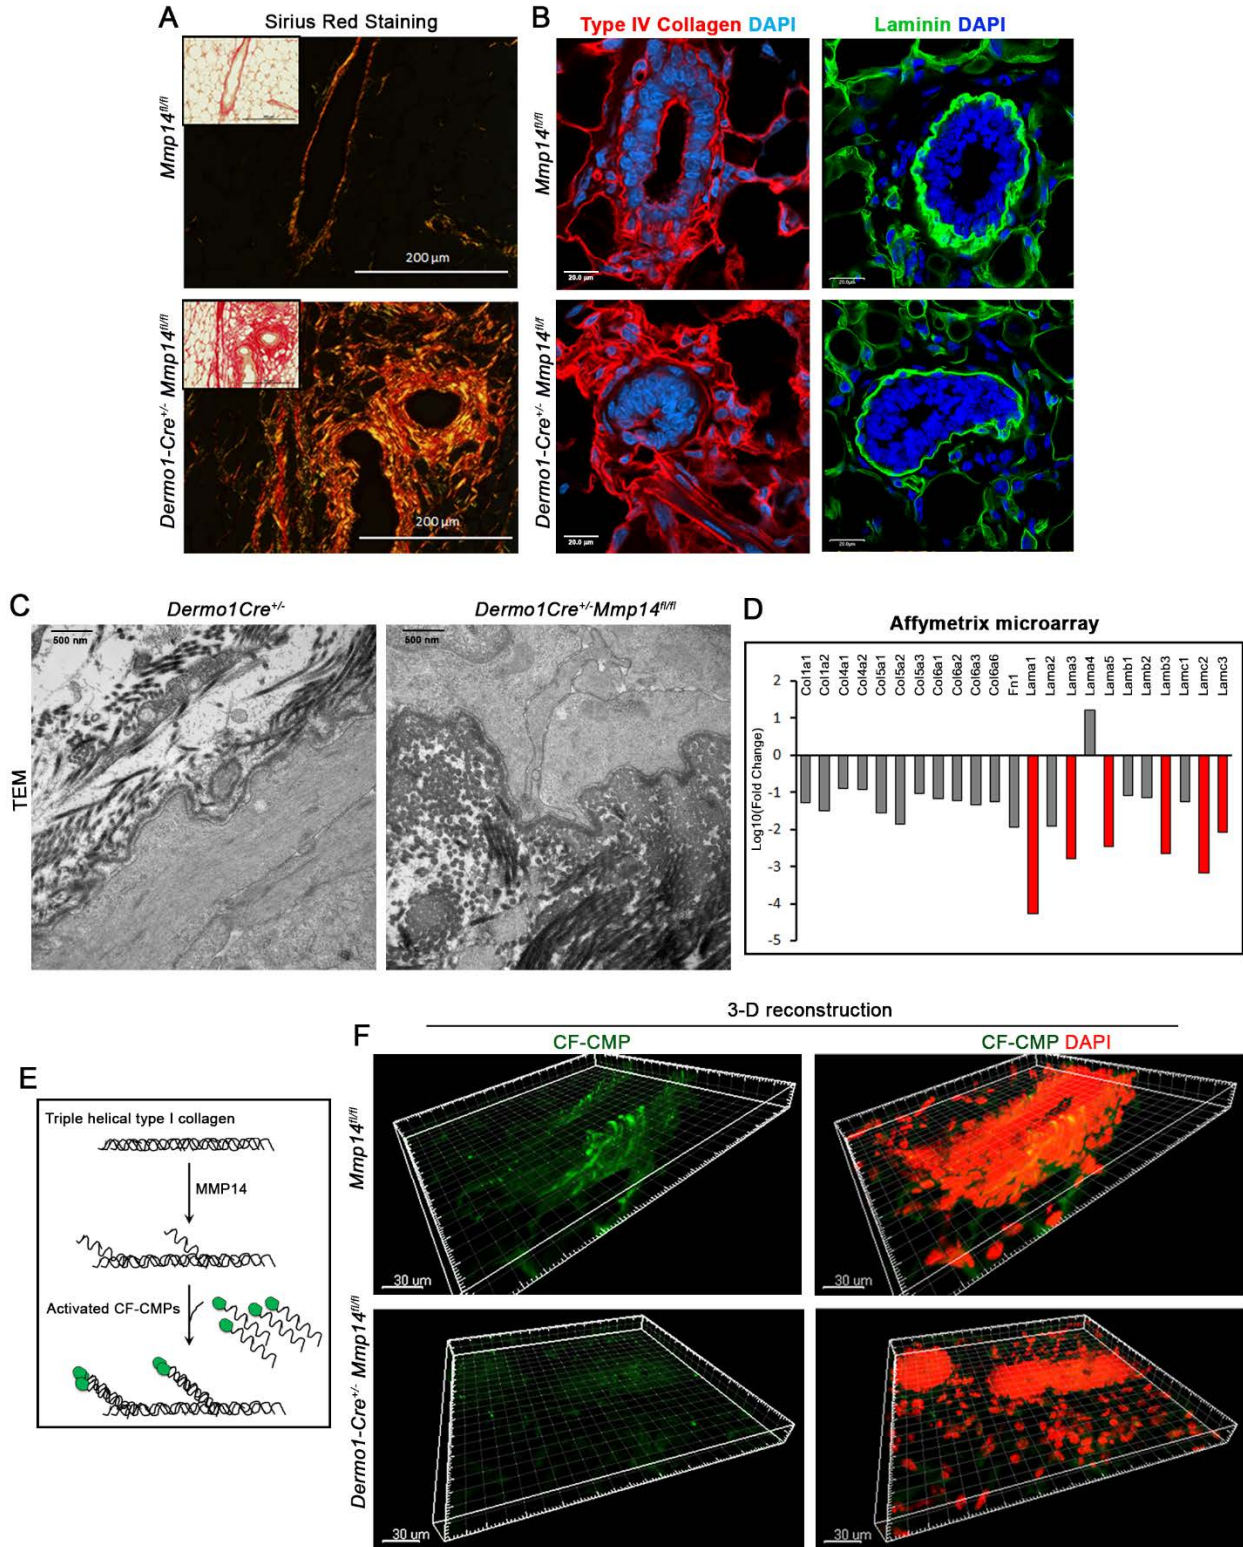 A
Sirius Red Staining
Mmp14fl/fl
200 µm
Dermo1-Cre+/- Mmp14fl/fl
200 µm
B
Type IV Collagen DAPI
Laminin DAPI
Mmp14fl/fl
20.0 µm
20.0µm
Dermo1-Cre+/- Mmp14fl/fl
20.0 µm
20.0µm
C
Dermo1Cre+/-
Dermo1Cre+/-Mmp14fl/fl
TEM
500 nm
500 nm
D
Affymetrix microarray
Col1a1
Col1a2
Col4a1
Col4a2
Col5a1
Col5a2
Col5a3
Col6a1
Col6a2
Col6a3
Col6a6
Fn1
Lama1
Lama2
Lama3
Lama4
Lama5
Lamb1
Lamb2
Lamb3
Lamc1
Lamc2
Lamc3
Log10(Fold Change)
2
1
0
-1
-2
-3
-4
-5
E
Triple helical type I collagen
MMP14
Activated CF-CMPs
F
3-D reconstruction
CF-CMP
CF-CMP DAPI
Mmp14fl/fl
30 um
30 um
Dermo1-Cre+/- Mmp14fl/fl
30 um
30 um